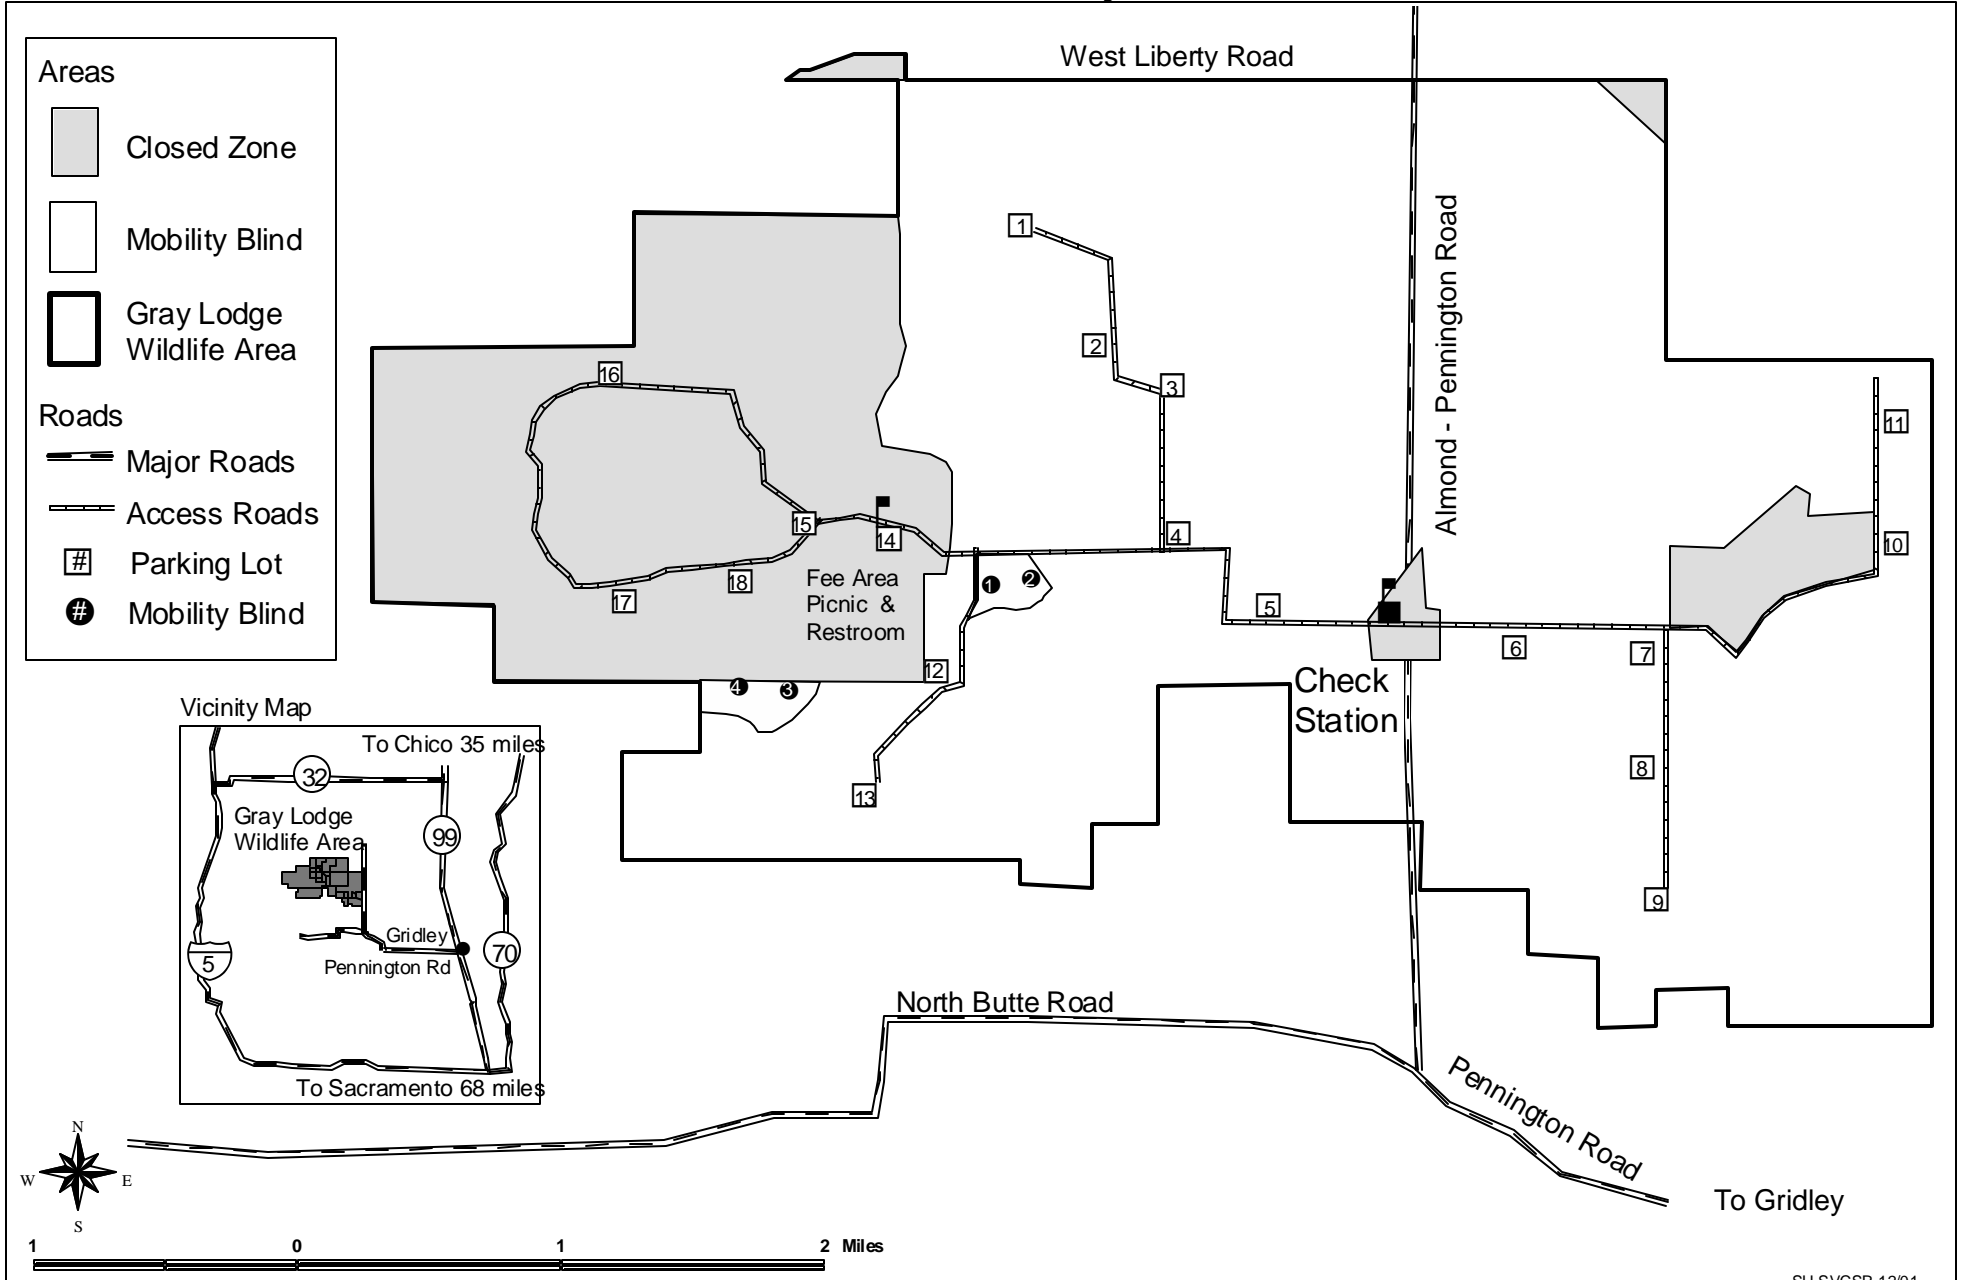 West Liberty Road
Areas
Closed Zone
Mobility Blind
Gray Lodge
Wildlife Area
Roads
Major Roads
Access Roads
# Parking Lot
# Mobility Blind
Almond - Pennington Road
1
2
3
4
5
6
7
8
9
10
11
12
13
14
15
16
17
18
1
2
3
4
Fee Area
Picnic &
Restroom
Check
Station
Vicinity Map
To Chico 35 miles
32
99
Gray Lodge
Wildlife Area
Gridley
Pennington Rd
5
70
To Sacramento 68 miles
North Butte Road
Pennington Road
To Gridley
N
W E
S
1 0 1 2 Miles